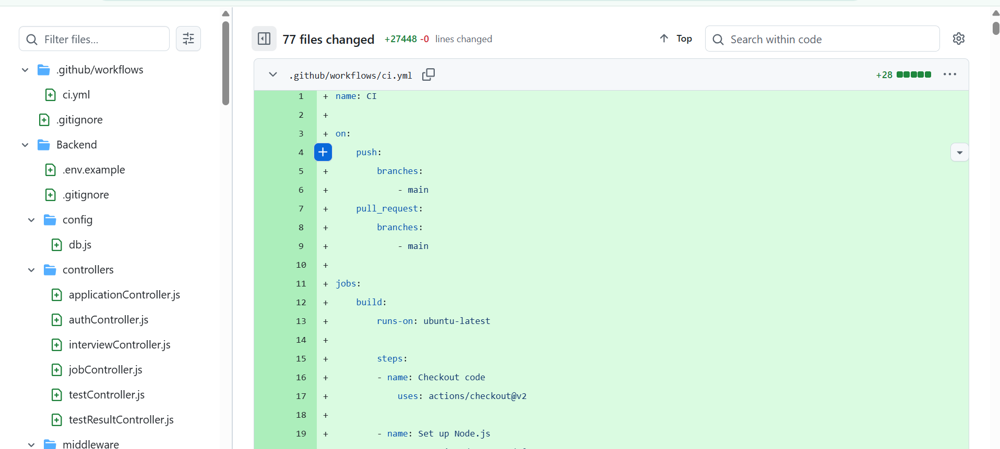 Filter files...
.github/workflows
ci.yml
.gitignore
Backend
.env.example
.gitignore
config
db.js
controllers
applicationController.js
authController.js
interviewController.js
jobController.js
testController.js
testResultController.js
middleware
77 files changed +27448 -0 lines changed
Top
Search within code
.github/workflows/ci.yml
+28
1 + name: CI
2 +
3 + on:
4 push:
5 + branches:
6 + - main
7 + pull_request:
8 + branches:
9 + - main
10 +
11 + jobs:
12 + build:
13 + runs-on: ubuntu-latest
14 +
15 + steps:
16 + - name: Checkout code
17 + uses: actions/checkout@v2
18 +
19 + - name: Set up Node.js